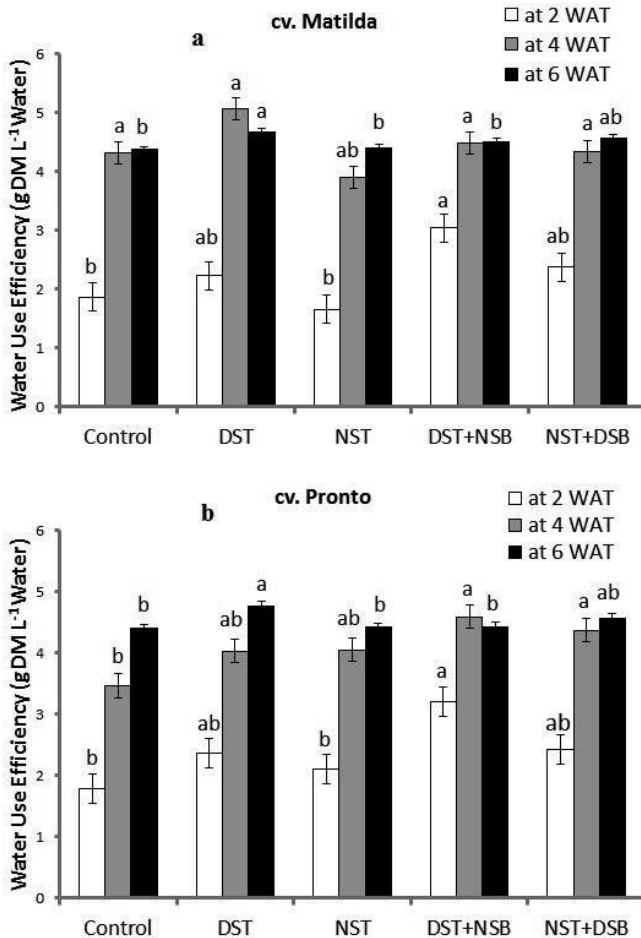 cv. Matilda
a
at 2 WAT
at 4 WAT
at 6 WAT
Water Use Efficiency (gDM L-1Water)
6
5
4
3
2
1
0
b a b
ab a a
b ab b
a a b
ab a ab
Control DST NST DST+NSB NST+DSB
cv. Pronto
b
at 2 WAT
at 4 WAT
at 6 WAT
Water Use Efficiency (gDM L-1Water)
6
5
4
3
2
1
0
b b b
ab ab a
b ab b
a a b
ab a ab
Control DST NST DST+NSB NST+DSB